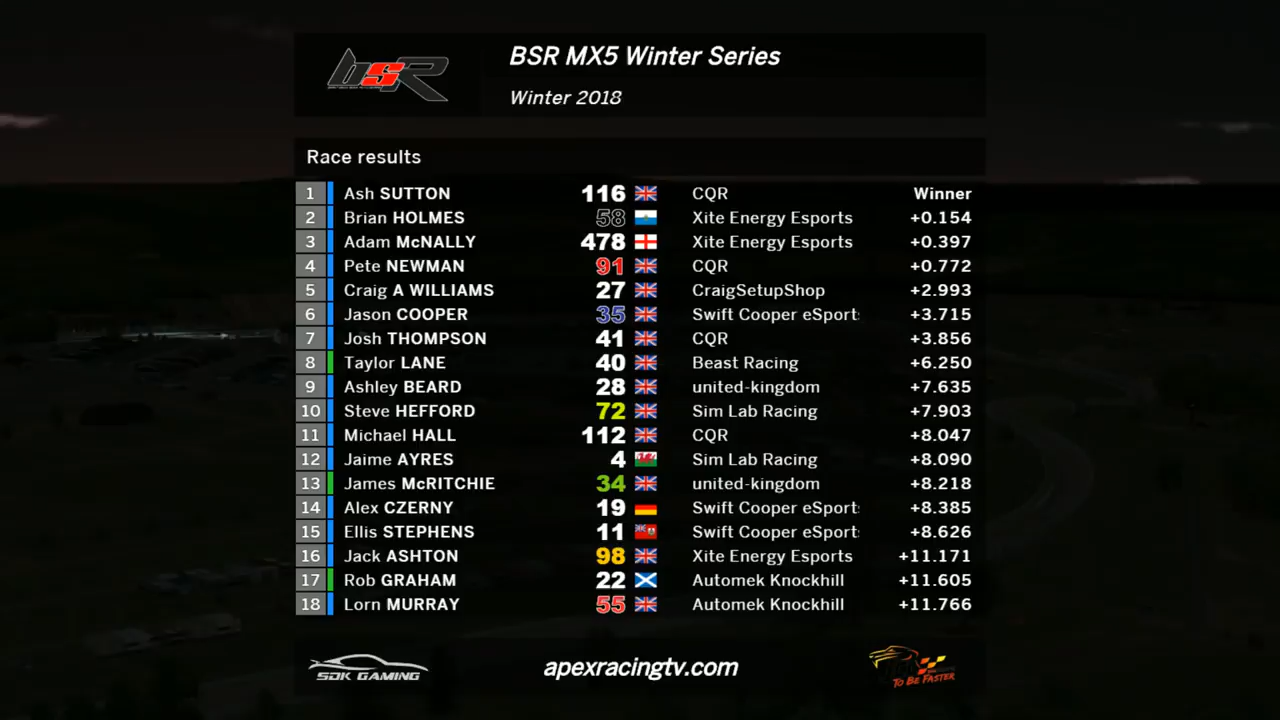 bsr
BSR MX5 Winter Series
Winter 2018
Race results
1 Ash SUTTON 116 CQR Winner
2 Brian HOLMES 58 Xite Energy Esports +0.154
3 Adam McNALLY 478 Xite Energy Esports +0.397
4 Pete NEWMAN 91 CQR +0.772
5 Craig A WILLIAMS 27 CraigSetupShop +2.993
6 Jason COOPER 35 Swift Cooper eSport +3.715
7 Josh THOMPSON 41 CQR +3.856
8 Taylor LANE 40 Beast Racing +6.250
9 Ashley BEARD 28 united-kingdom +7.635
10 Steve HEFFORD 72 Sim Lab Racing +7.903
11 Michael HALL 112 CQR +8.047
12 Jaime AYRES 4 Sim Lab Racing +8.090
13 James McRITCHIE 34 united-kingdom +8.218
14 Alex CZERNY 19 Swift Cooper eSport +8.385
15 Ellis STEPHENS 11 Swift Cooper eSport +8.626
16 Jack ASHTON 98 Xite Energy Esports +11.171
17 Rob GRAHAM 22 Automek Knockhill +11.605
18 Lorn MURRAY 55 Automek Knockhill +11.766
SDK GAMING
apexracingtv.com
TO BE FASTER